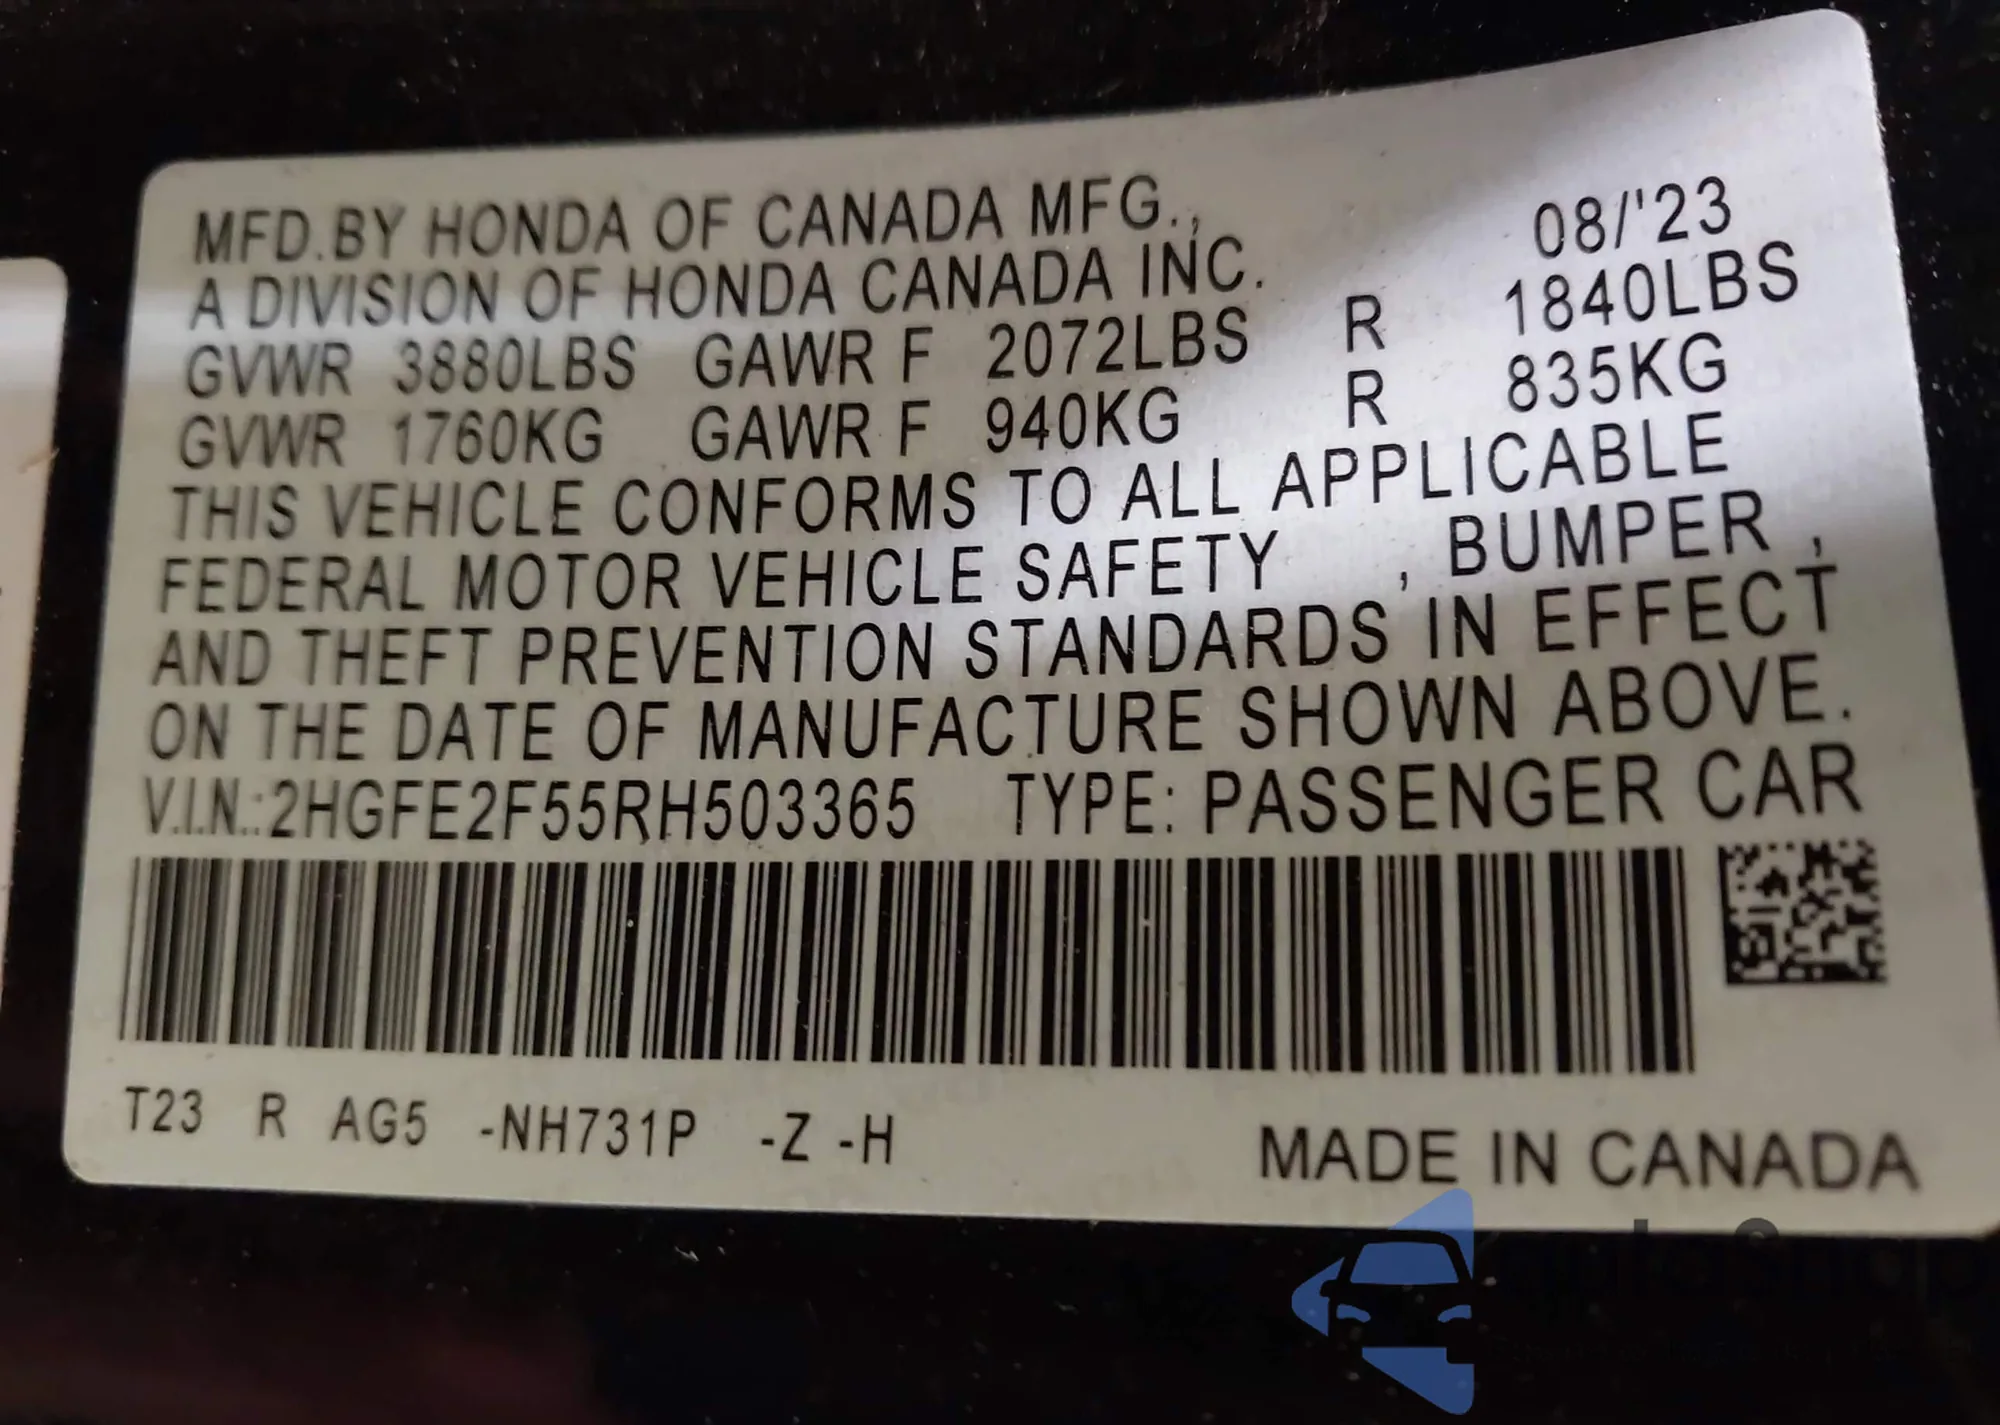 MFD.BY HONDA OF CANADA MFG., 08/'23
A DIVISION OF HONDA CANADA INC.
GVWR 3880LBS GAWR F 2072LBS R 1840LBS
GVWR 1760KG GAWR F 940KG R 835KG
THIS VEHICLE CONFORMS TO ALL APPLICABLE
FEDERAL MOTOR VEHICLE SAFETY , BUMPER ,
AND THEFT PREVENTION STANDARDS IN EFFECT
ON THE DATE OF MANUFACTURE SHOWN ABOVE.
V.I.N.:2HGFE2F55RH503365 TYPE: PASSENGER CAR
T23 R AG5 -NH731P -Z -H
MADE IN CANADA